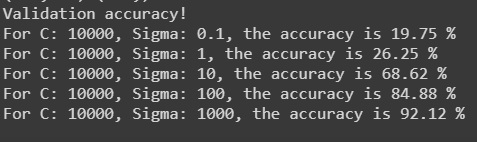 Validation accuracy!
For C: 10000, Sigma: 0.1, the accuracy is 19.75 %
For C: 10000, Sigma: 1, the accuracy is 26.25 %
For C: 10000, Sigma: 10, the accuracy is 68.62 %
For C: 10000, Sigma: 100, the accuracy is 84.88 %
For C: 10000, Sigma: 1000, the accuracy is 92.12 %